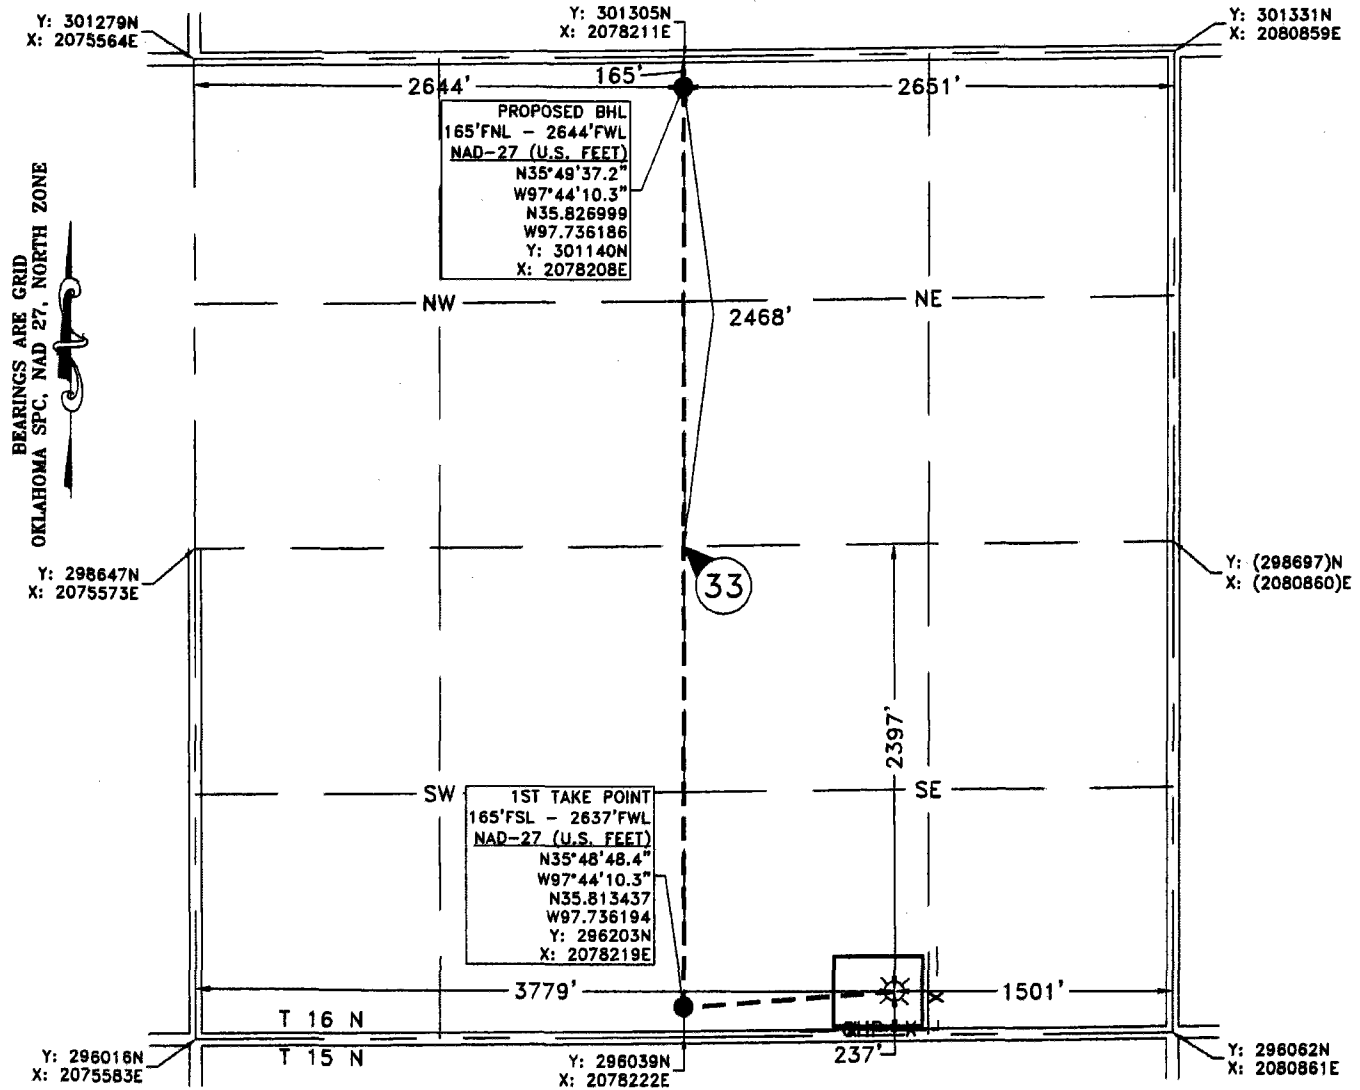 Y: 301279N
X: 2075564E
Y: 301305N
X: 2078211E
Y: 301331N
X: 2080859E
2644'
165'
2651'
PROPOSED BHL
165'FNL - 2644'FWL
NAD-27 (U.S. FEET)
N35°49'37.2"
W97°44'10.3"
N35.826999
W97.736186
Y: 301140N
X: 2078208E
BEARINGS ARE GRID
OKLAHOMA SPC, NAD 27, NORTH ZONE
NW
NE
2468'
Y: 298647N
X: 2075573E
33
Y: (298697)N
X: (2080860)E
2397'
SW
SE
1ST TAKE POINT
165'FSL - 2637'FWL
NAD-27 (U.S. FEET)
N35°48'48.4"
W97°44'10.3"
N35.813437
W97.736194
Y: 296203N
X: 2078219E
3779'
1501'
X
T 16 N
T 15 N
237'
Y: 296016N
X: 2075583E
Y: 296039N
X: 2078222E
Y: 296062N
X: 2080861E